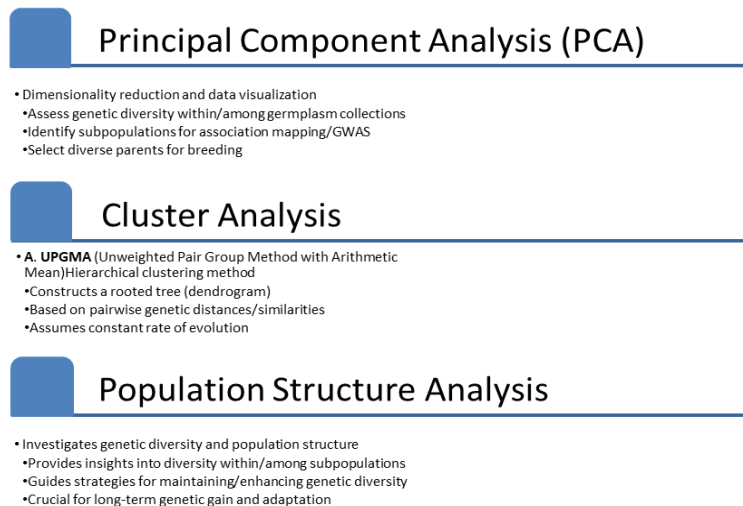 Principal Component Analysis (PCA)
• Dimensionality reduction and data visualization
•Assess genetic diversity within/among germplasm collections
•Identify subpopulations for association mapping/GWAS
•Select diverse parents for breeding
Cluster Analysis
• A. UPGMA (Unweighted Pair Group Method with Arithmetic
Mean)Hierarchical clustering method
•Constructs a rooted tree (dendrogram)
•Based on pairwise genetic distances/similarities
•Assumes constant rate of evolution
Population Structure Analysis
• Investigates genetic diversity and population structure
•Provides insights into diversity within/among subpopulations
•Guides strategies for maintaining/enhancing genetic diversity
•Crucial for long-term genetic gain and adaptation